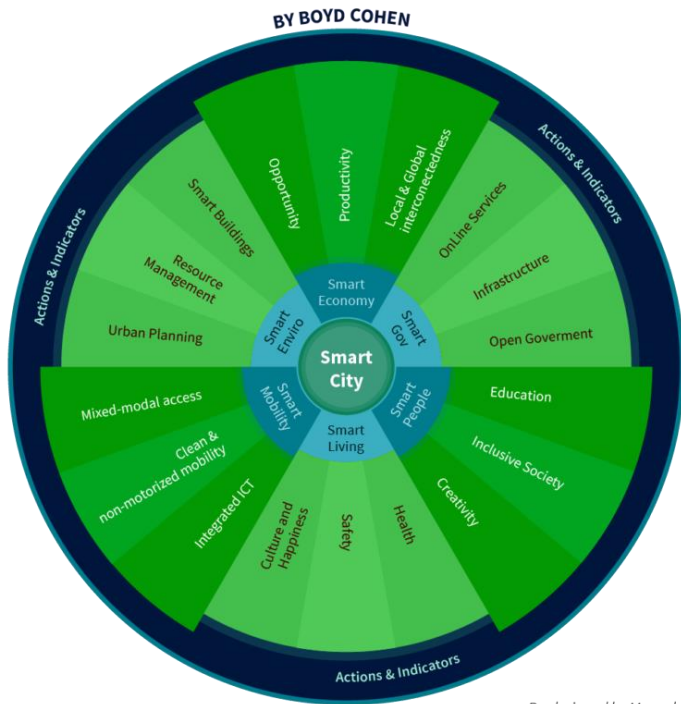 BY BOYD COHEN
Actions & Indicators
Actions & Indicators
Opportunity
Productivity
Local & Global
interconectedness
Smart Buildings
Resource
Management
Urban Planning
OnLine Services
Infrastructure
Open Goverment
Smart
Economy
Smart
Enviro
Smart
Gov
Smart
City
Smart
Mobility
Smart
People
Smart
Living
Mixed-modal access
Clean &
non-motorized mobility
Integrated ICT
Culture and
Happiness
Safety
Health
Education
Inclusive Society
Creativity
Actions & Indicators